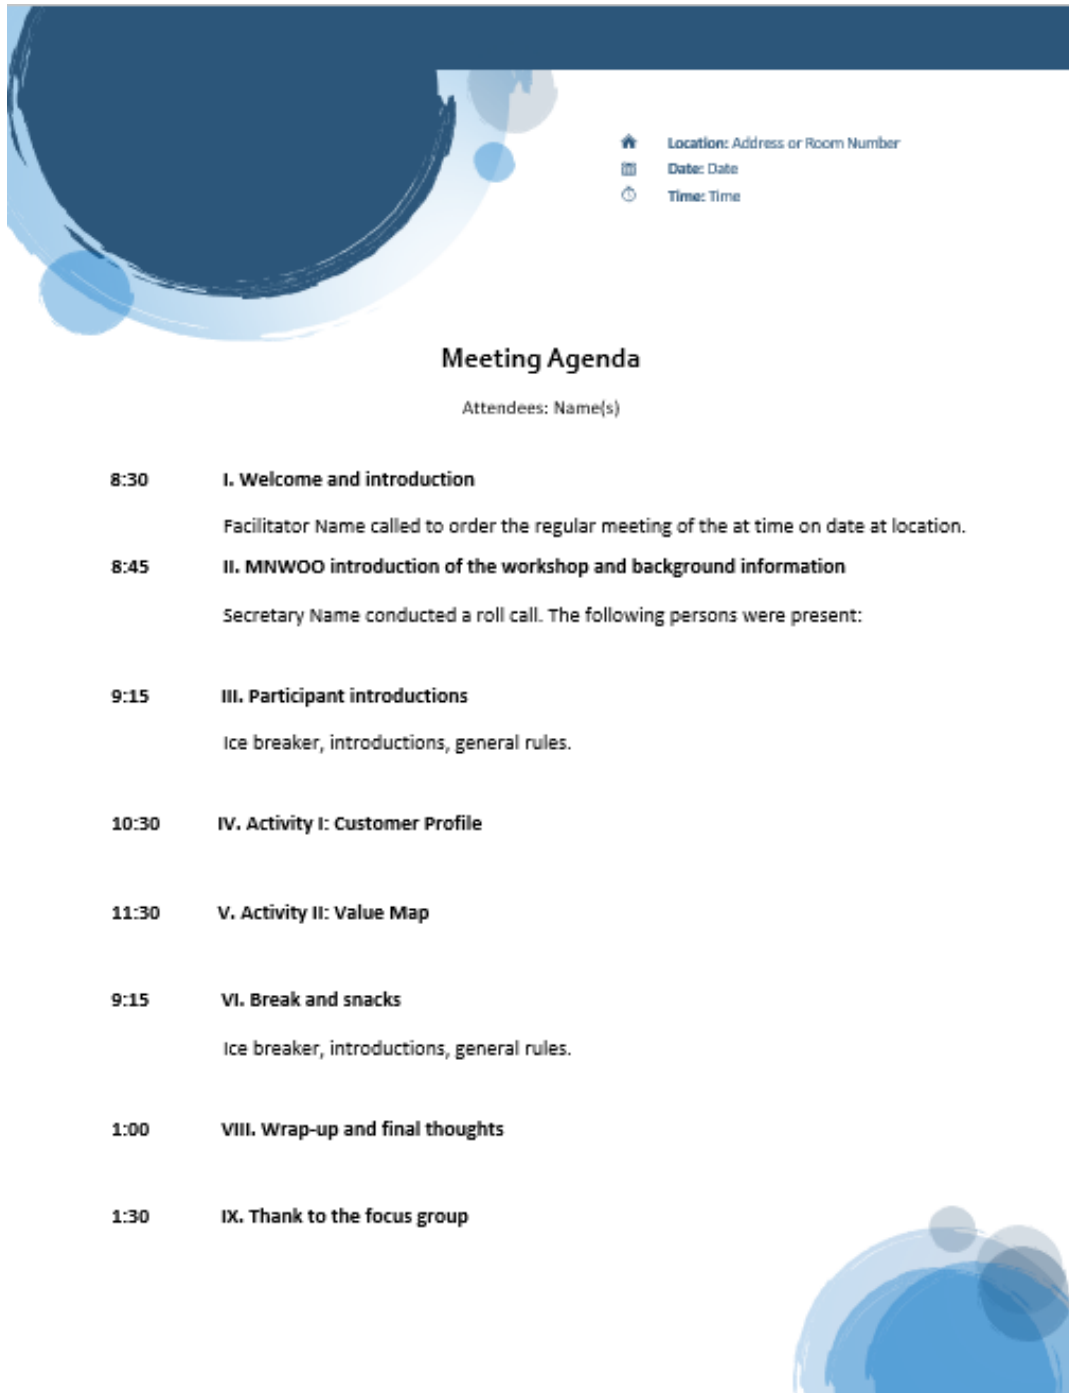 Location: Address or Room Number
Date: Date
Time: Time
Meeting Agenda
Attendees: Name(s)
8:30 I. Welcome and introduction
Facilitator Name called to order the regular meeting of the at time on date at location.
8:45 II. MNWOO introduction of the workshop and background information
Secretary Name conducted a roll call. The following persons were present:
9:15 III. Participant introductions
Ice breaker, introductions, general rules.
10:30 IV. Activity I: Customer Profile
11:30 V. Activity II: Value Map
9:15 VI. Break and snacks
Ice breaker, introductions, general rules.
1:00 VIII. Wrap-up and final thoughts
1:30 IX. Thank to the focus group